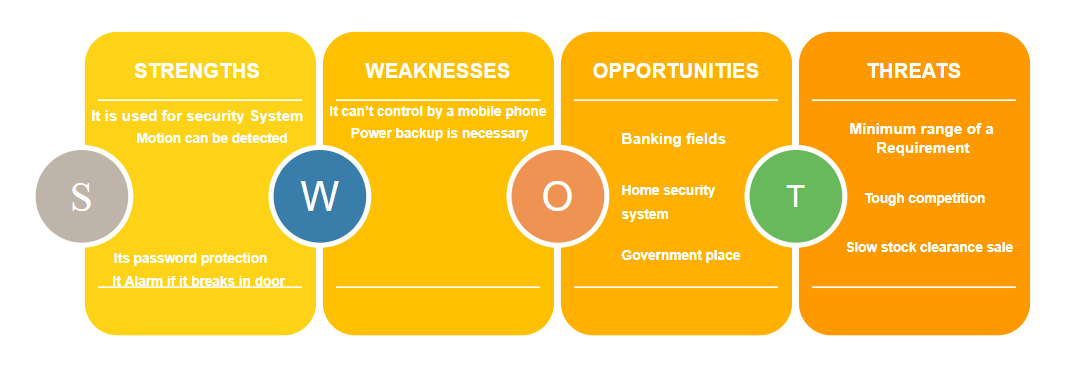 STRENGTHS
It is used for security System
Motion can be detected
S
Its password protection
It Alarm if it breaks in door
WEAKNESSES
It can’t control by a mobile phone
Power backup is necessary
W
OPPORTUNITIES
Banking fields
O
Home security
system
Government place
THREATS
Minimum range of a
Requirement
T
Tough competition
Slow stock clearance sale